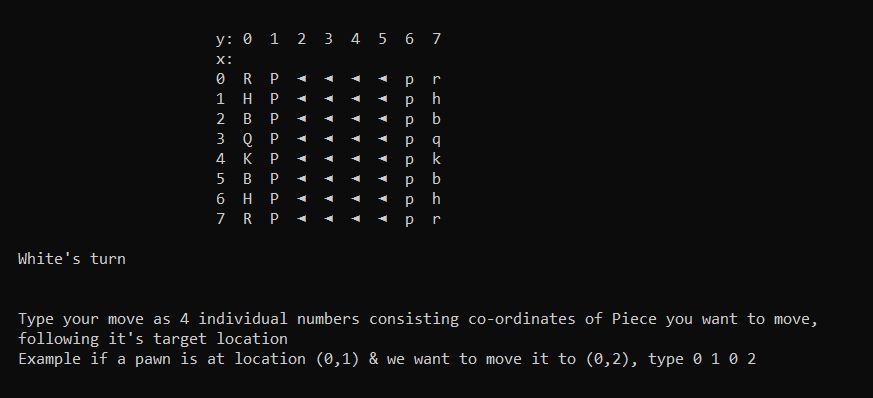 y: 0 1 2 3 4 5 6 7
x:
0 R P ◄ ◄ ◄ ◄ p r
1 H P ◄ ◄ ◄ ◄ p h
2 B P ◄ ◄ ◄ ◄ p b
3 Q P ◄ ◄ ◄ ◄ p q
4 K P ◄ ◄ ◄ ◄ p k
5 B P ◄ ◄ ◄ ◄ p b
6 H P ◄ ◄ ◄ ◄ p h
7 R P ◄ ◄ ◄ ◄ p r
White's turn
Type your move as 4 individual numbers consisting co-ordinates of Piece you want to move,
following it's target location
Example if a pawn is at location (0,1) & we want to move it to (0,2), type 0 1 0 2